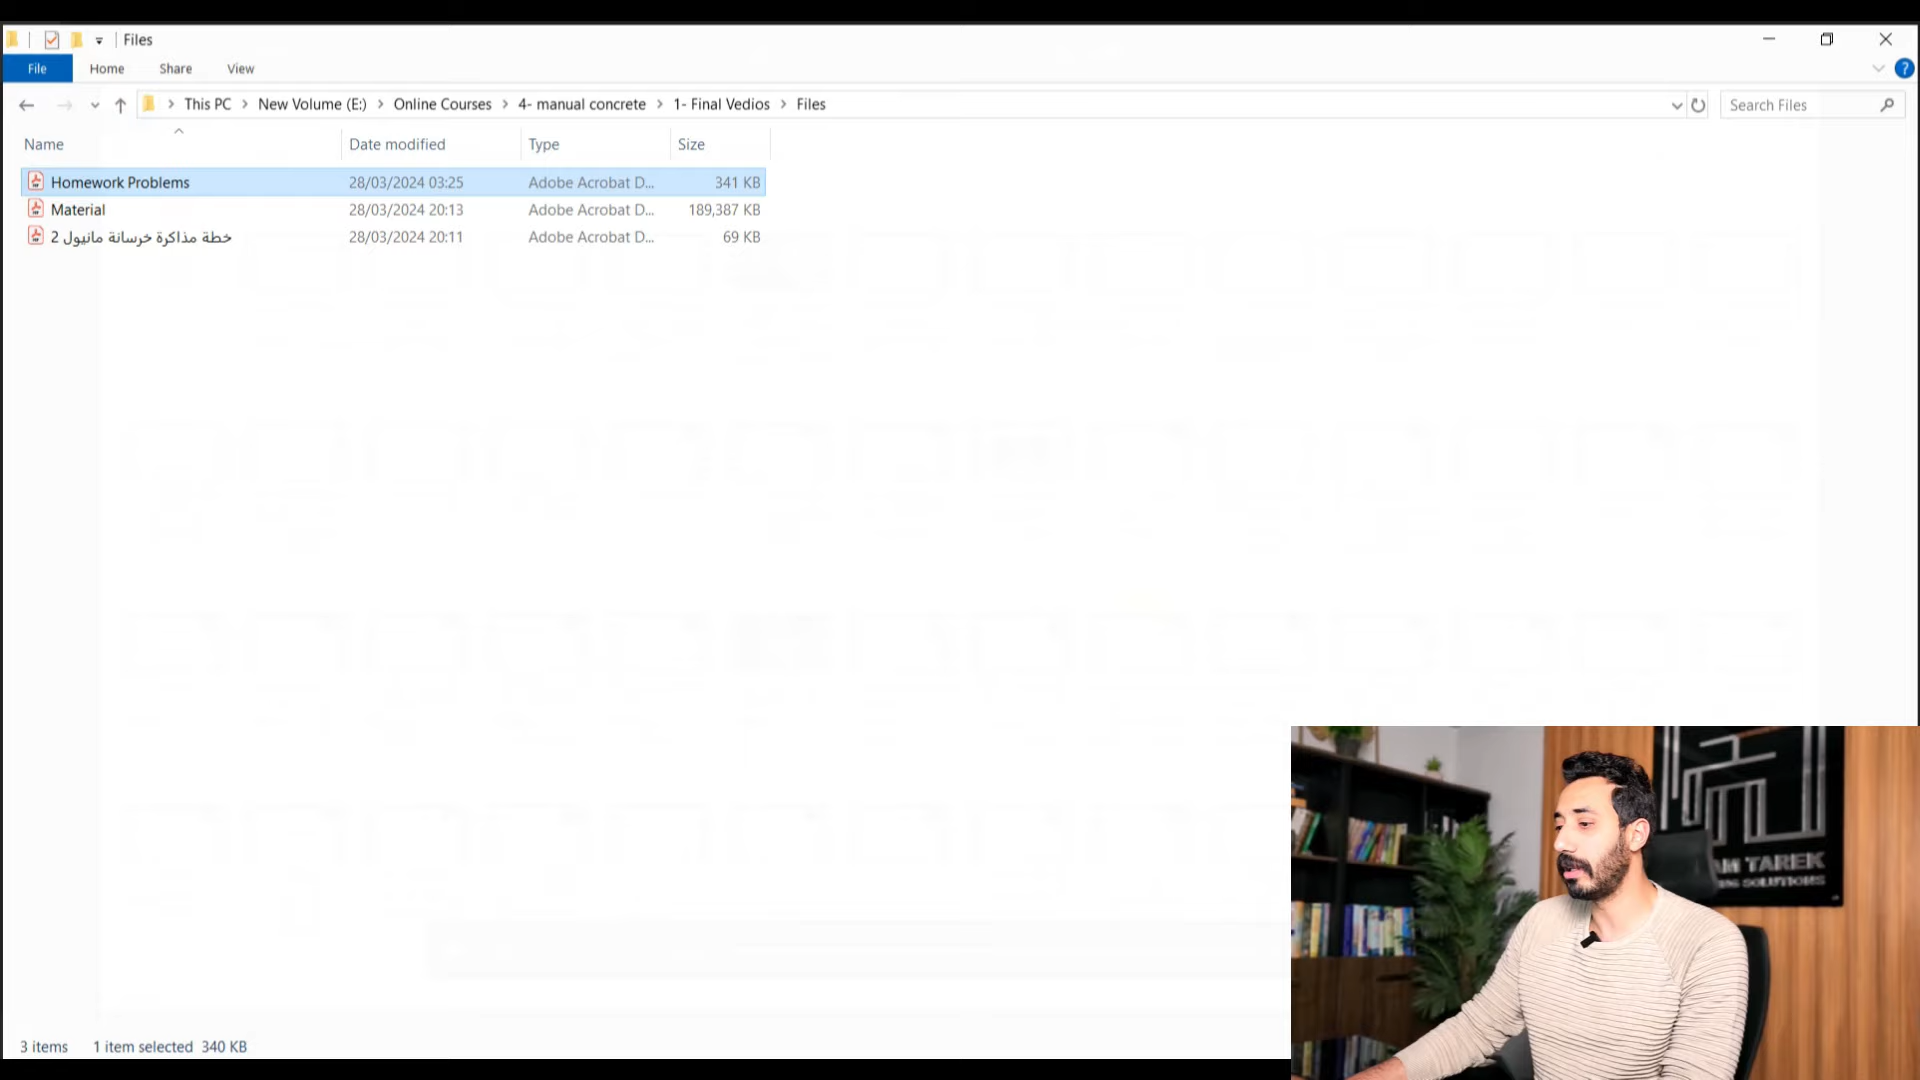 Files
File Home Share View
This PC New Volume (E:) Online Courses 4- manual concrete 1- Final Vedios Files Search Files
Name Date modified Type Size
Homework Problems 28/03/2024 03:25 Adobe Acrobat D... 341 KB
Material 28/03/2024 20:13 Adobe Acrobat D... 189,387 KB
خطة مذاكرة خرسانة مانيول 2 28/03/2024 20:11 Adobe Acrobat D... 69 KB
AM TAREK
SOLUTIONS
3 items 1 item selected 340 KB